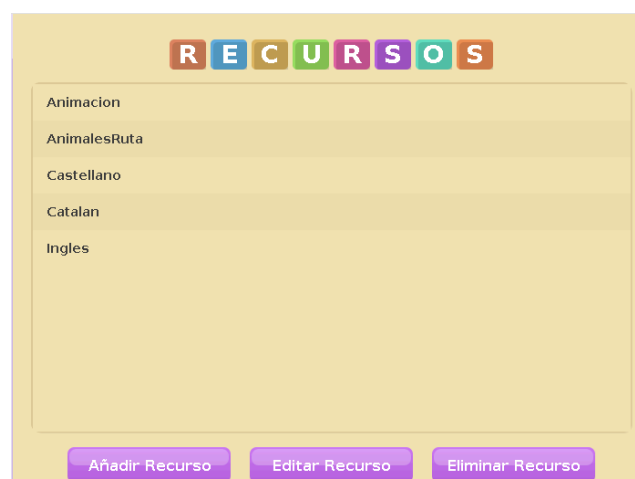 RECURSOS
Animacion
AnimalesRuta
Castellano
Catalan
Ingles
Añadir Recurso Editar Recurso Eliminar Recurso